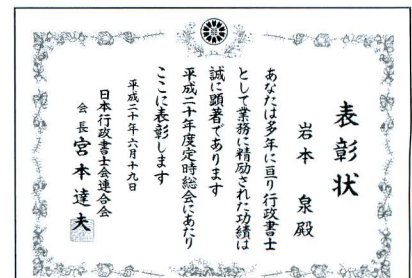 表彰状
岩本 泉殿
あなたは多年に亘り行政書士
として業務に精励された功績は
誠に顕著であります
平成二十年度定時総会にあたり
ここに表彰します
平成二十年六月十九日
日本行政書士会連合会
会長 宮本達夫